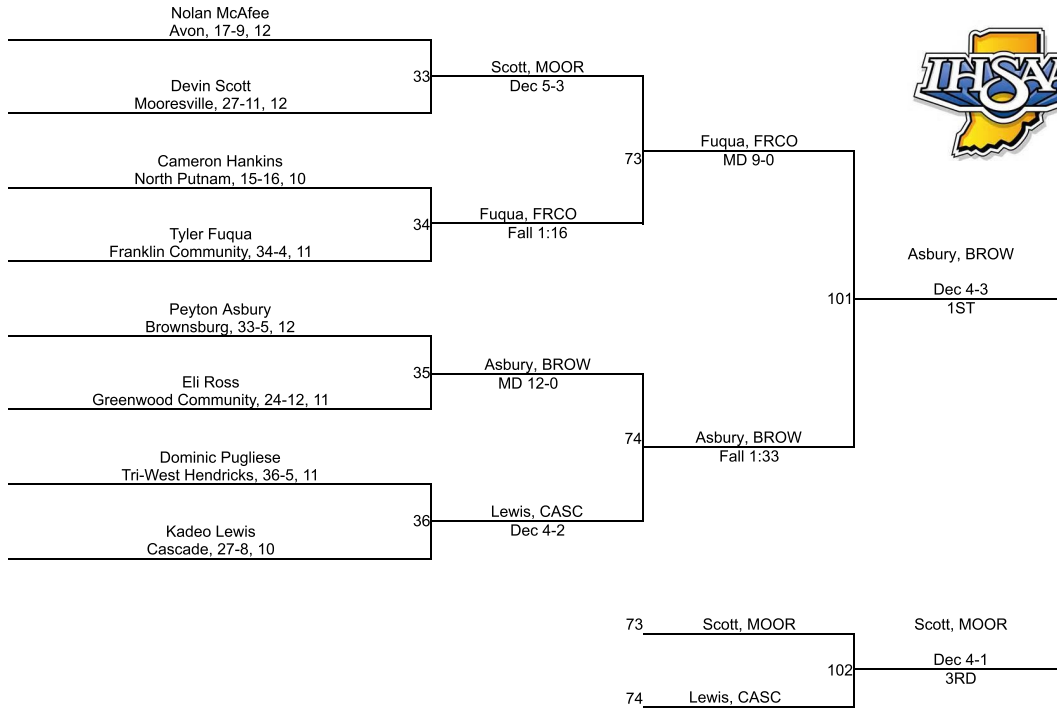 Nolan McAfee
Avon, 17-9, 12
33
Scott, MOOR
Dec 5-3
Devin Scott
Mooresville, 27-11, 12
IHSAA
73
Fuqua, FRCO
MD 9-0
Cameron Hankins
North Putnam, 15-16, 10
34
Fuqua, FRCO
Fall 1:16
Tyler Fuqua
Franklin Community, 34-4, 11
101
Asbury, BROW
Dec 4-3
1ST
Peyton Asbury
Brownsburg, 33-5, 12
35
Asbury, BROW
MD 12-0
Eli Ross
Greenwood Community, 24-12, 11
74
Asbury, BROW
Fall 1:33
Dominic Pugliese
Tri-West Hendricks, 36-5, 11
36
Lewis, CASC
Dec 4-2
Kadeo Lewis
Cascade, 27-8, 10
73
Scott, MOOR
102
Scott, MOOR
Dec 4-1
3RD
74
Lewis, CASC